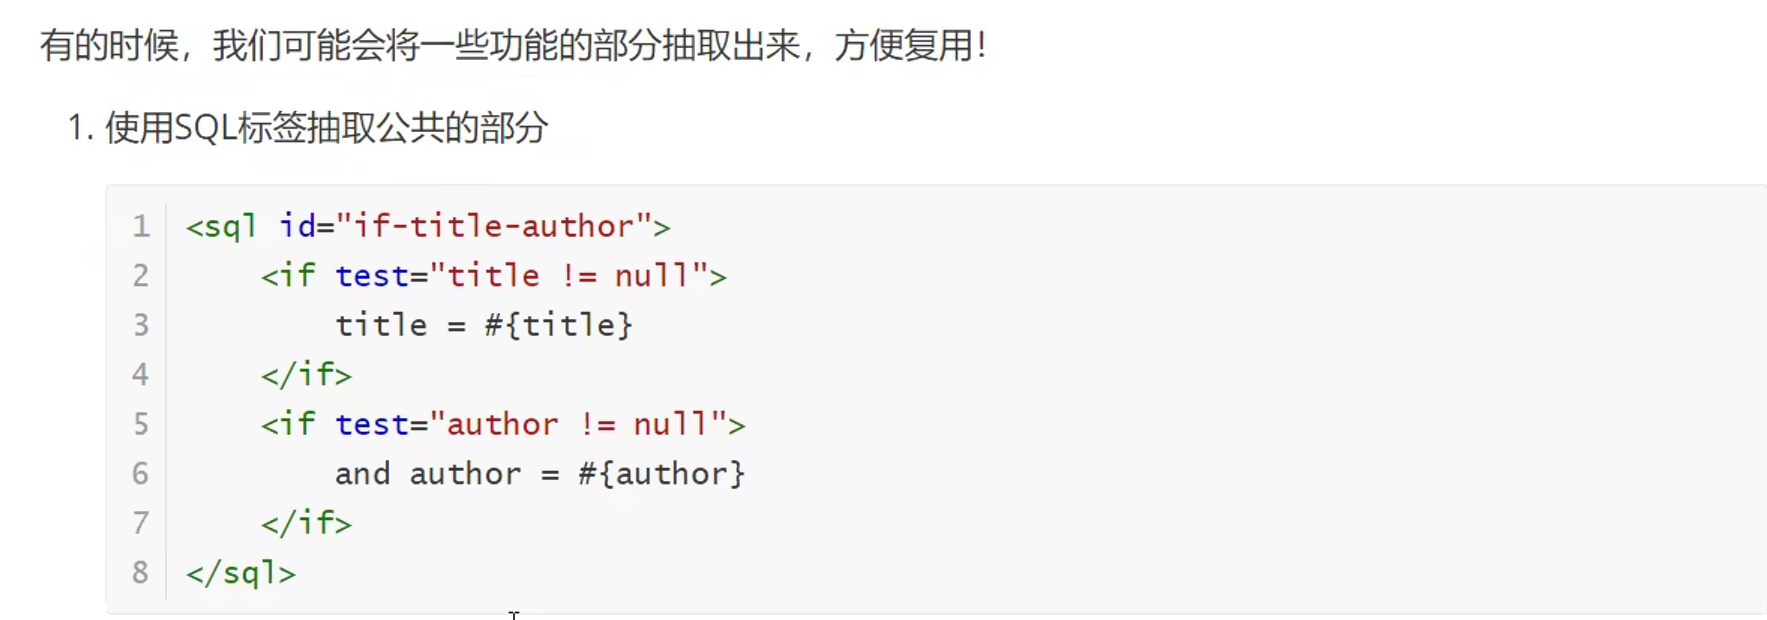 有的时候，我们可能会将一些功能的部分抽取出来，方便复用！
1. 使用SQL标签抽取公共的部分
1 <sql id="if-title-author">
2     <if test="title != null">
3         title = #{title}
4     </if>
5     <if test="author != null">
6         and author = #{author}
7     </if>
8 </sql>